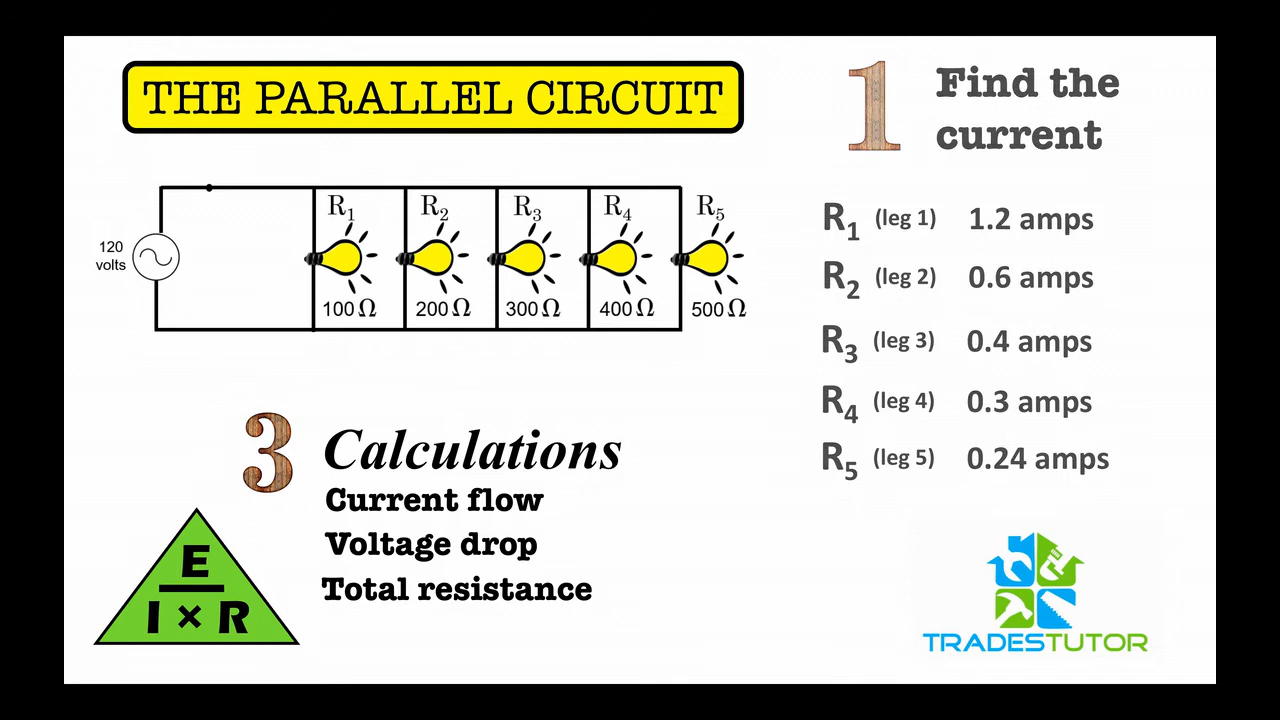 THE PARALLEL CIRCUIT
120
volts
R1 R2 R3 R4 R5
100 Ω 200 Ω 300 Ω 400 Ω 500 Ω
3 Calculations
Current flow
Voltage drop
Total resistance
E
I × R
1 Find the
current
R1 (leg 1) 1.2 amps
R2 (leg 2) 0.6 amps
R3 (leg 3) 0.4 amps
R4 (leg 4) 0.3 amps
R5 (leg 5) 0.24 amps
TRADESTUTOR